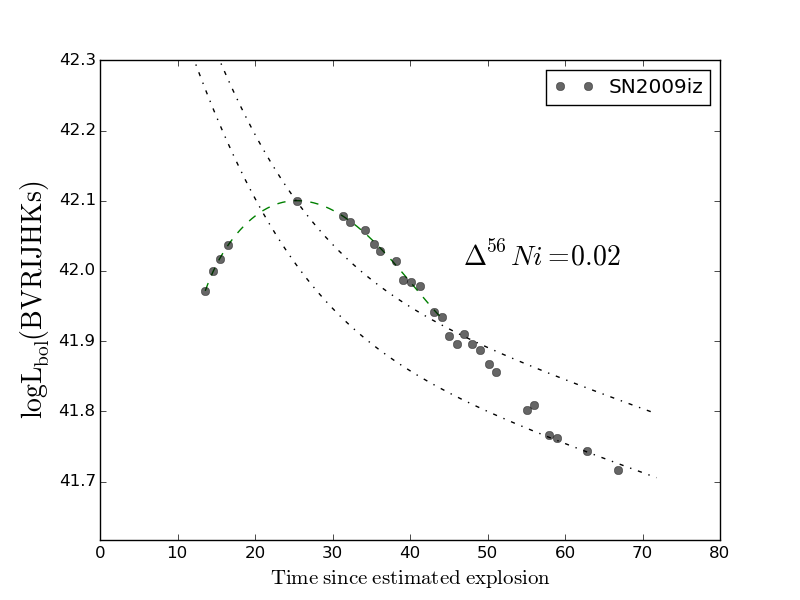 42.3
42.2
42.1
42.0
41.9
41.8
41.7
logL_bol(BVRIJHKs)
SN2009iz
Δ^56 Ni=0.02
0 10 20 30 40 50 60 70 80
Time since estimated explosion